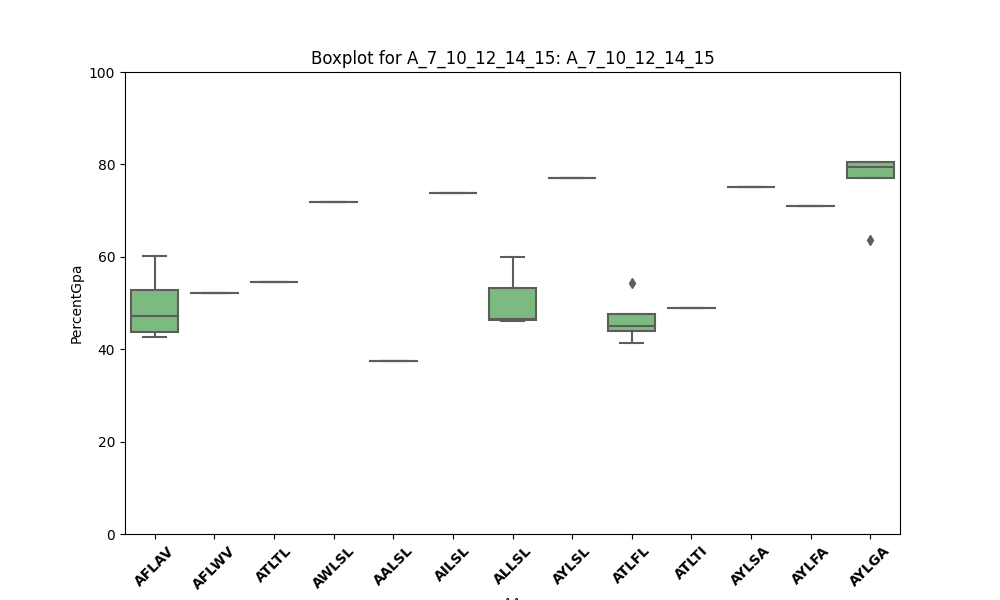 Boxplot for A_7_10_12_14_15: A_7_10_12_14_15
PercentGpa
100
80
60
40
20
0
AFLAV
AFLWV
ATLTL
AWLSL
AALSL
AILSL
ALLSL
AYLSL
ATLFL
ATLTI
AYLSA
AYLFA
AYLGA